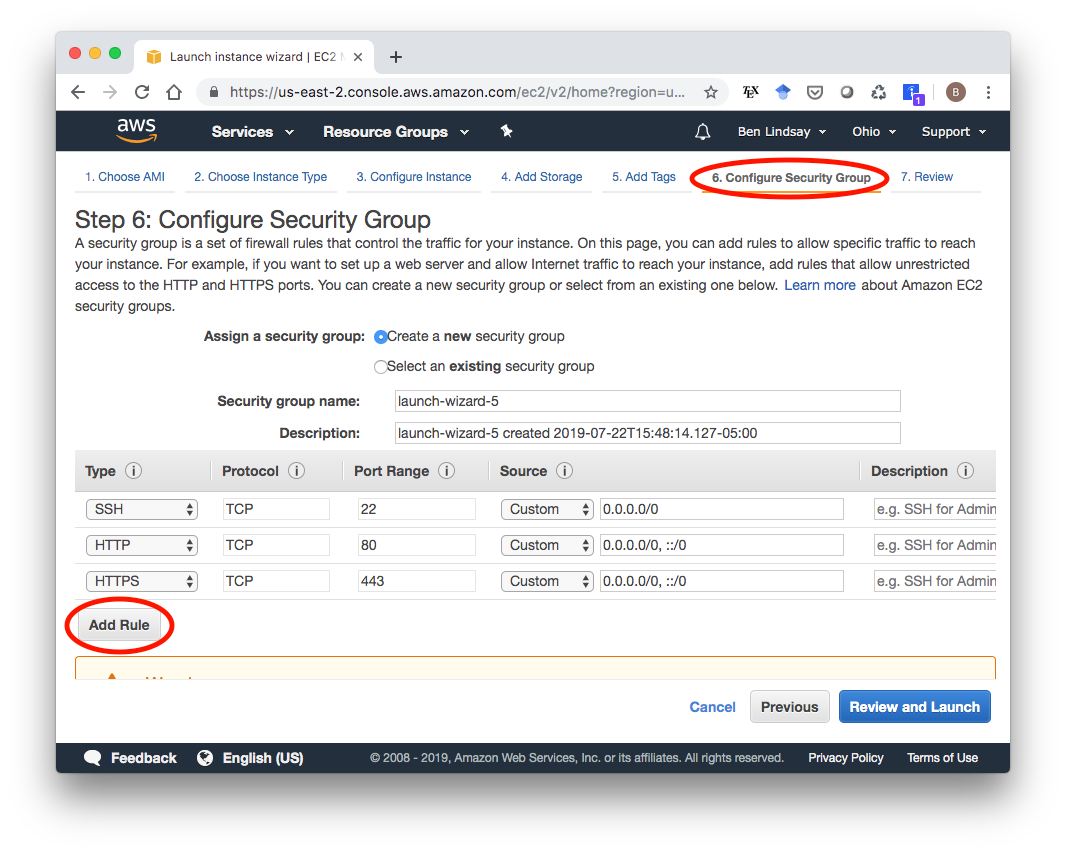 Launch instance wizard | EC2
https://us-east-2.console.aws.amazon.com/ec2/v2/home?region=u...
TEX
1
B
aws
Services
Resource Groups
Ben Lindsay
Ohio
Support
1. Choose AMI
2. Choose Instance Type
3. Configure Instance
4. Add Storage
5. Add Tags
6. Configure Security Group
7. Review
Step 6: Configure Security Group
A security group is a set of firewall rules that control the traffic for your instance. On this page, you can add rules to allow specific traffic to reach
your instance. For example, if you want to set up a web server and allow Internet traffic to reach your instance, add rules that allow unrestricted
access to the HTTP and HTTPS ports. You can create a new security group or select from an existing one below. Learn more about Amazon EC2
security groups.
Assign a security group: Create a new security group
Select an existing security group
Security group name: launch-wizard-5
Description: launch-wizard-5 created 2019-07-22T15:48:14.127-05:00
Type i Protocol i Port Range i Source i Description i
SSH TCP 22 Custom 0.0.0.0/0 e.g. SSH for Admin
HTTP TCP 80 Custom 0.0.0.0/0, ::/0 e.g. SSH for Admin
HTTPS TCP 443 Custom 0.0.0.0/0, ::/0 e.g. SSH for Admin
Add Rule
Cancel
Previous
Review and Launch
Feedback
English (US)
© 2008 - 2019, Amazon Web Services, Inc. or its affiliates. All rights reserved.
Privacy Policy
Terms of Use